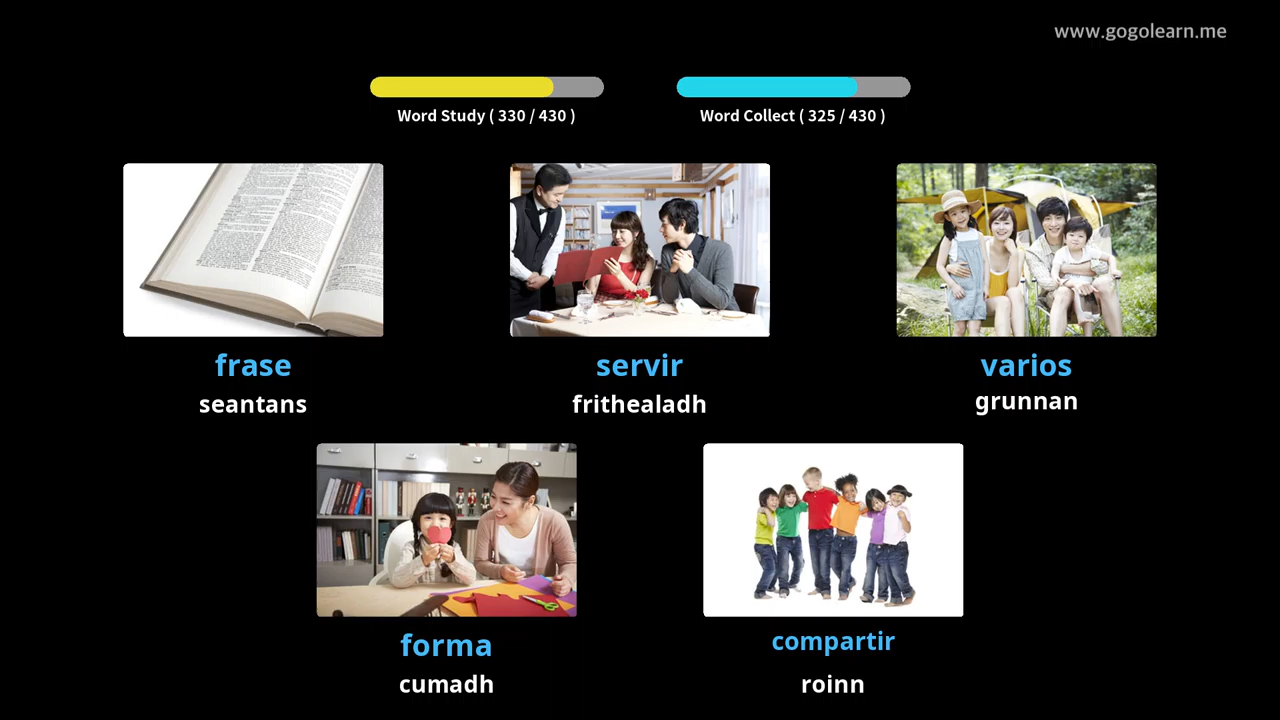 www.gogolearn.me
Word Study ( 330 / 430 )
Word Collect ( 325 / 430 )
frase
seantans
servir
frithealadh
varios
grunnan
forma
cumadh
compartir
roinn